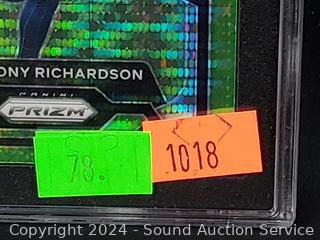 ONY RICHARDSON
PANINI
PRIZM
78.
1018
Copyright 2024 - Sound Auction Service